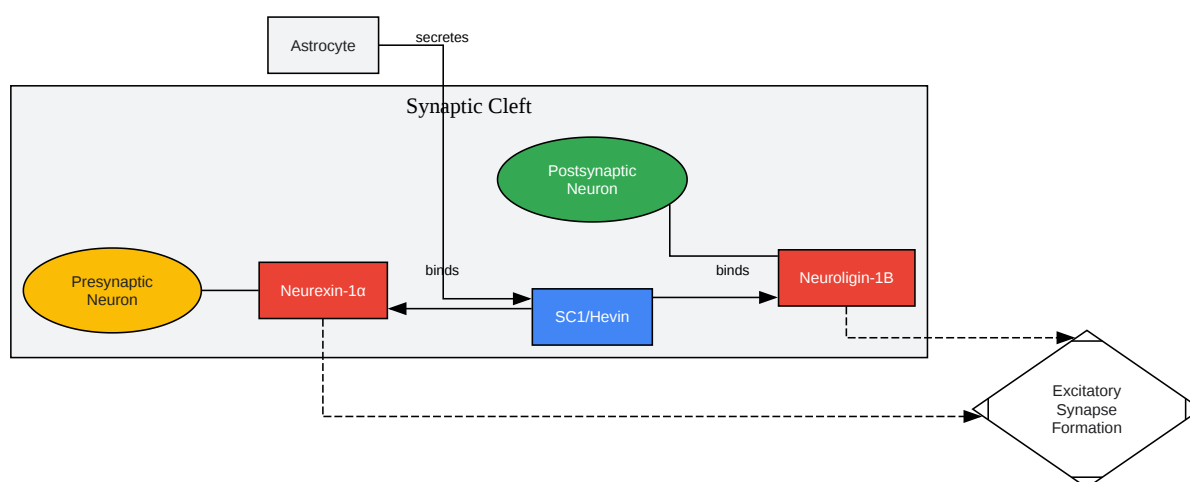 Astrocyte
secretes
Synaptic Cleft
Postsynaptic
Neuron
Presynaptic
Neuron
Neurexin-1α
binds
SC1/Hevin
binds
Neuroligin-1B
Excitatory
Synapse
Formation